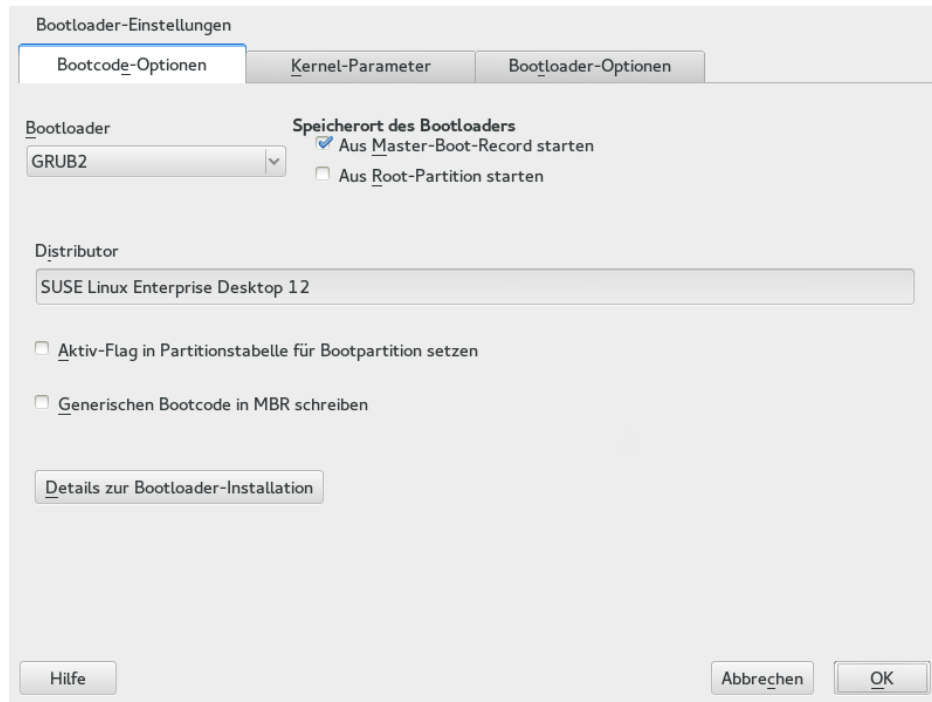 Bootloader-Einstellungen
Bootcode-Optionen
Kernel-Parameter
Bootloader-Optionen
Bootloader
GRUB2
Speicherort des Bootloaders
Aus Master-Boot-Record starten
Aus Root-Partition starten
Distributor
SUSE Linux Enterprise Desktop 12
Aktiv-Flag in Partitionstabelle für Bootpartition setzen
Generischen Bootcode in MBR schreiben
Details zur Bootloader-Installation
Hilfe
Abbrechen
OK